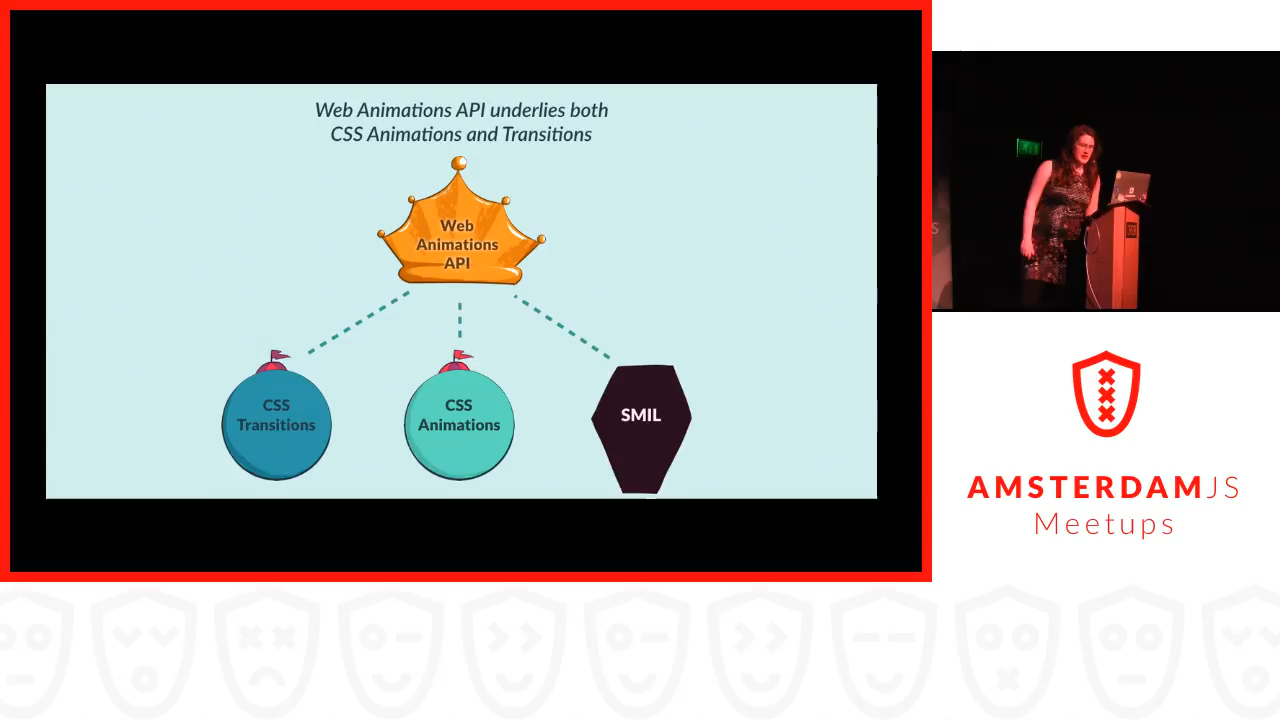 Web Animations API underlies both
CSS Animations and Transitions
Web
Animations
API
CSS
Transitions
CSS
Animations
SMIL
AMSTERDAMJS
Meetups